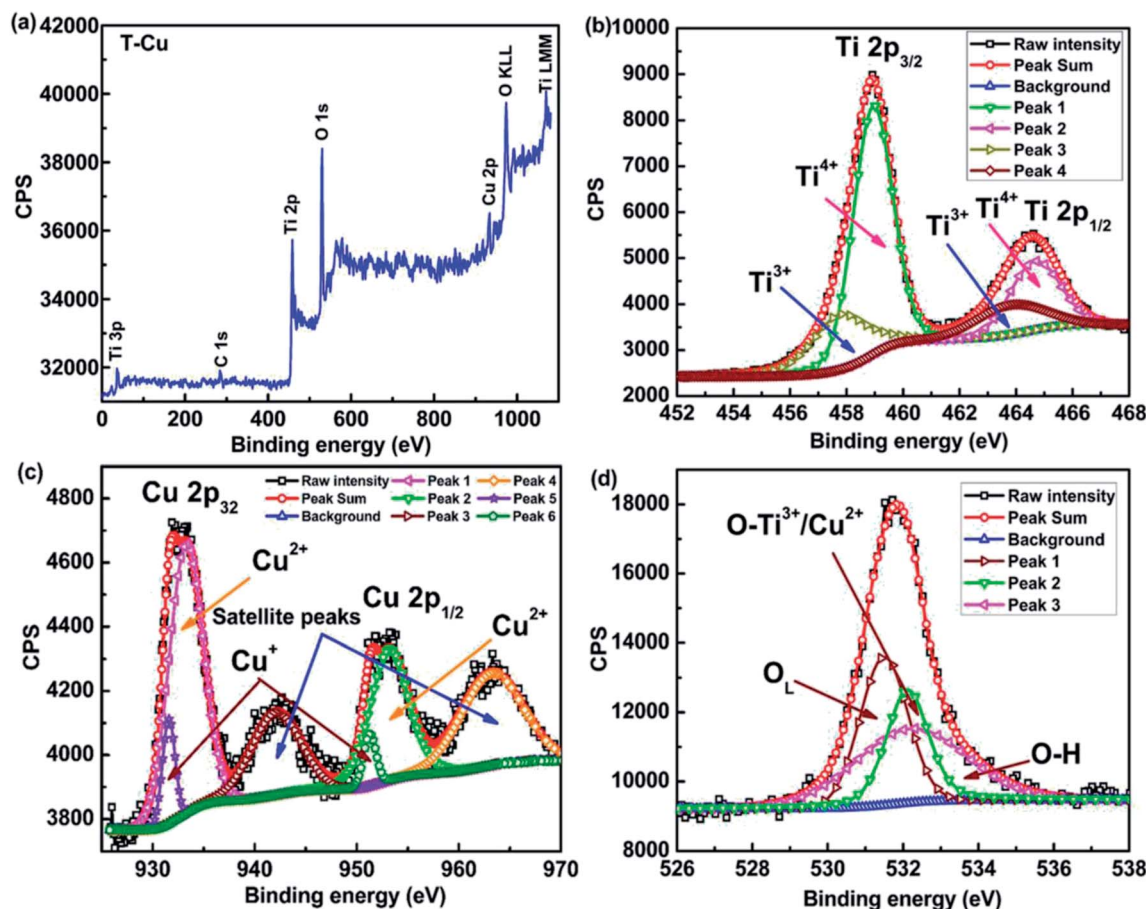 (a)
T-Cu
CPS
42000
40000
38000
36000
34000
32000
Ti 3p
C 1s
Ti 2p
O 1s
Cu 2p
O KLL
Ti LMM
0 200 400 600 800 1000
Binding energy (eV)
(b)
Ti 2p3/2
Raw intensity
Peak Sum
Background
Peak 1
Peak 2
Peak 3
Peak 4
CPS
9000
8000
7000
6000
5000
4000
3000
2000
Ti4+
Ti3+
Ti3+
Ti4+
Ti 2p1/2
452 454 456 458 460 462 464 466 468
Binding energy (eV)
(c)
Cu 2p32
Raw intensity Peak 1 Peak 4
Peak Sum Peak 2 Peak 5
Background Peak 3 Peak 6
CPS
4800
4600
4400
4200
4000
3800
Cu2+
Satellite peaks
Cu+
Cu 2p1/2
Cu2+
930 940 950 960 970
Binding energy (eV)
(d)
O-Ti3+/Cu2+
Raw intensity
Peak Sum
Background
Peak 1
Peak 2
Peak 3
CPS
18000
16000
14000
12000
10000
8000
OL
O-H
526 528 530 532 534 536 538
Binding energy (eV)